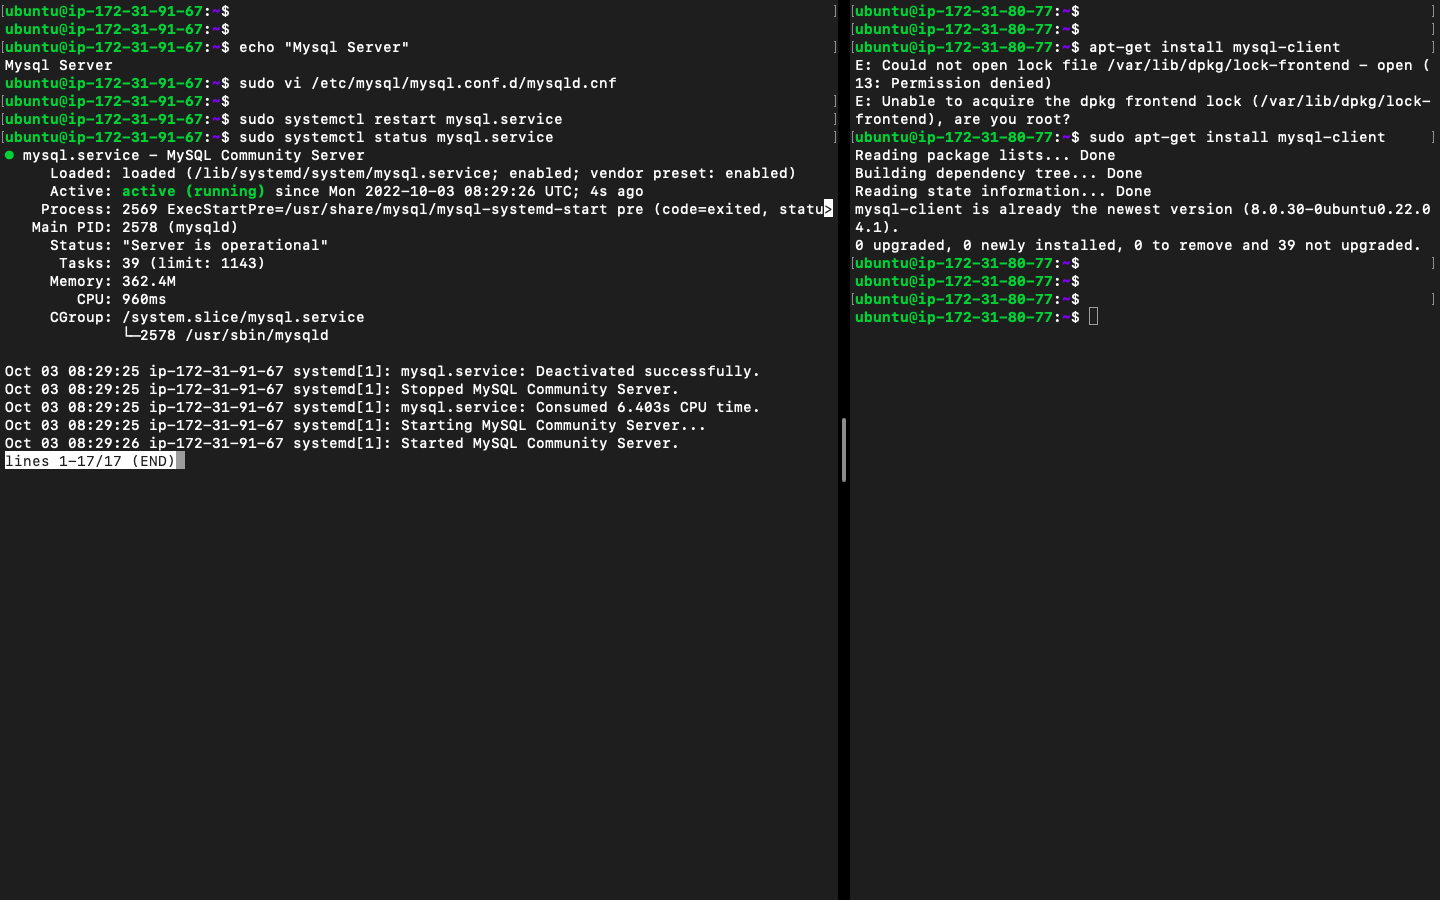 ubuntu@ip-172-31-91-67:~$
ubuntu@ip-172-31-91-67:~$
ubuntu@ip-172-31-91-67:~$ echo "Mysql Server"
Mysql Server
ubuntu@ip-172-31-91-67:~$ sudo vi /etc/mysql/mysql.conf.d/mysqld.cnf
ubuntu@ip-172-31-91-67:~$
ubuntu@ip-172-31-91-67:~$ sudo systemctl restart mysql.service
ubuntu@ip-172-31-91-67:~$ sudo systemctl status mysql.service
● mysql.service - MySQL Community Server
     Loaded: loaded (/lib/systemd/system/mysql.service; enabled; vendor preset: enabled)
     Active: active (running) since Mon 2022-10-03 08:29:26 UTC; 4s ago
    Process: 2569 ExecStartPre=/usr/share/mysql/mysql-systemd-start pre (code=exited, statu>
   Main PID: 2578 (mysqld)
     Status: "Server is operational"
      Tasks: 39 (limit: 1143)
     Memory: 362.4M
        CPU: 960ms
     CGroup: /system.slice/mysql.service
             └─2578 /usr/sbin/mysqld
Oct 03 08:29:25 ip-172-31-91-67 systemd[1]: mysql.service: Deactivated successfully.
Oct 03 08:29:25 ip-172-31-91-67 systemd[1]: Stopped MySQL Community Server.
Oct 03 08:29:25 ip-172-31-91-67 systemd[1]: mysql.service: Consumed 6.403s CPU time.
Oct 03 08:29:25 ip-172-31-91-67 systemd[1]: Starting MySQL Community Server...
Oct 03 08:29:26 ip-172-31-91-67 systemd[1]: Started MySQL Community Server.
lines 1-17/17 (END)
ubuntu@ip-172-31-80-77:~$
ubuntu@ip-172-31-80-77:~$
ubuntu@ip-172-31-80-77:~$ apt-get install mysql-client
E: Could not open lock file /var/lib/dpkg/lock-frontend - open (
13: Permission denied)
E: Unable to acquire the dpkg frontend lock (/var/lib/dpkg/lock-
frontend), are you root?
ubuntu@ip-172-31-80-77:~$ sudo apt-get install mysql-client
Reading package lists... Done
Building dependency tree... Done
Reading state information... Done
mysql-client is already the newest version (8.0.30-0ubuntu0.22.0
4.1).
0 upgraded, 0 newly installed, 0 to remove and 39 not upgraded.
ubuntu@ip-172-31-80-77:~$
ubuntu@ip-172-31-80-77:~$
ubuntu@ip-172-31-80-77:~$
ubuntu@ip-172-31-80-77:~$